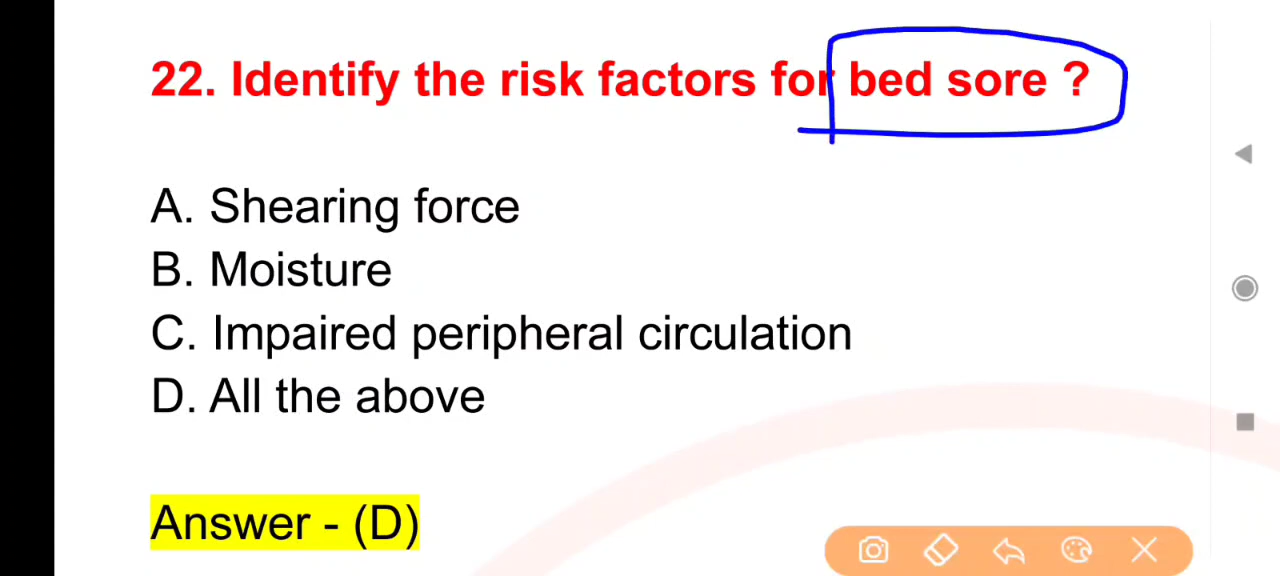 22. Identify the risk factors for bed sore ?
A. Shearing force
B. Moisture
C. Impaired peripheral circulation
D. All the above
Answer - (D)